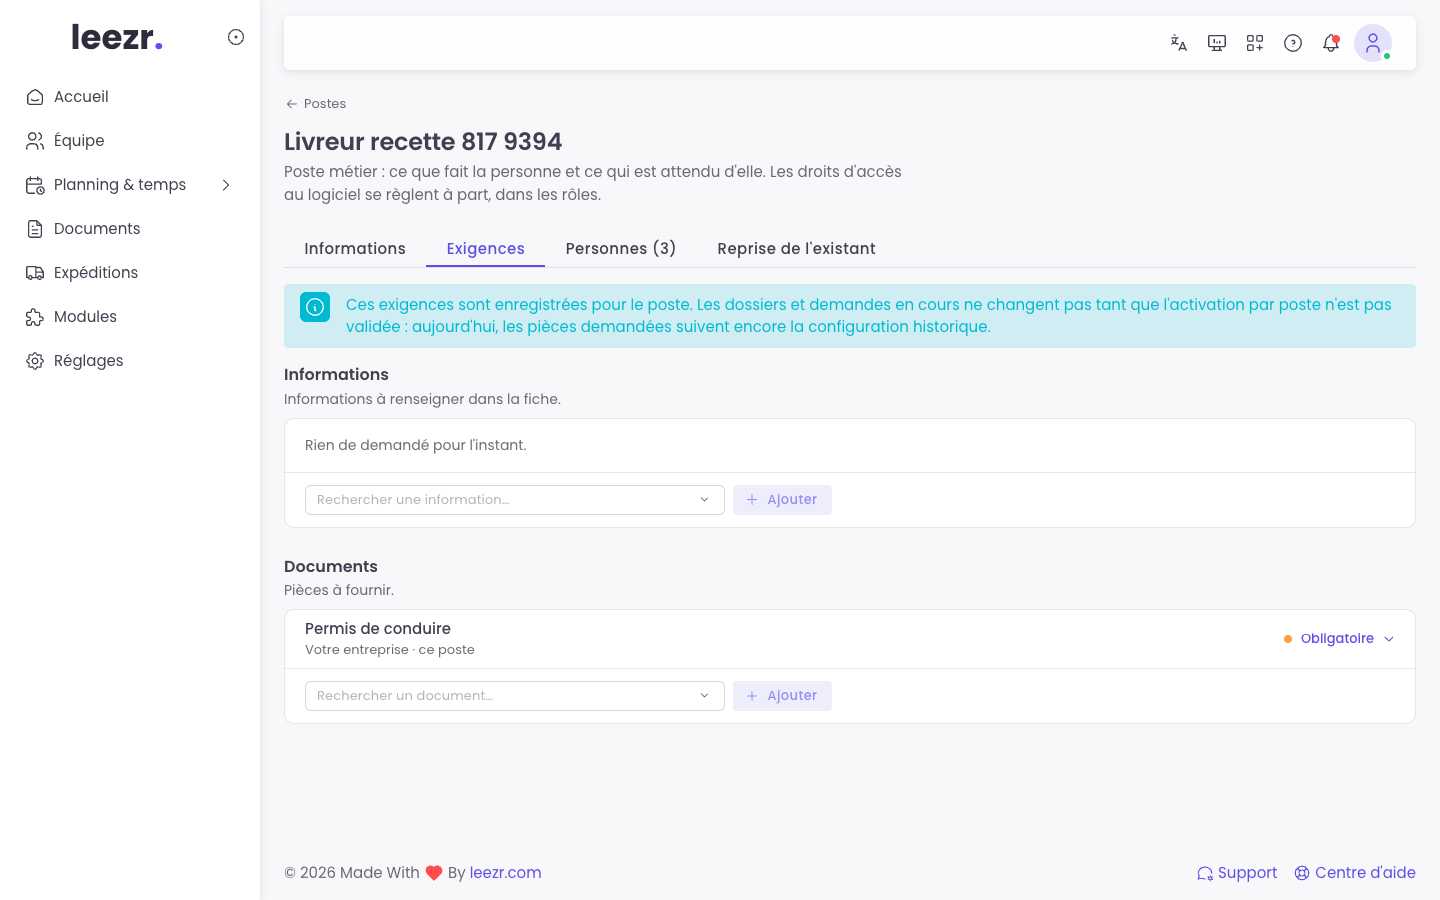 leezr.
Accueil
Équipe
Planning & temps
Documents
Expéditions
Modules
Réglages
Postes
Livreur recette 817 9394
Poste métier : ce que fait la personne et ce qui est attendu d'elle. Les droits d'accès
au logiciel se règlent à part, dans les rôles.
Informations
Exigences
Personnes (3)
Reprise de l'existant
Ces exigences sont enregistrées pour le poste. Les dossiers et demandes en cours ne changent pas tant que l'activation par poste n'est pas
validée : aujourd'hui, les pièces demandées suivent encore la configuration historique.
Informations
Informations à renseigner dans la fiche.
Rien de demandé pour l'instant.
Rechercher une information...
Ajouter
Documents
Pièces à fournir.
Permis de conduire
Votre entreprise · ce poste
Obligatoire
Rechercher un document...
Ajouter
© 2026 Made With By leezr.com
Support
Centre d'aide